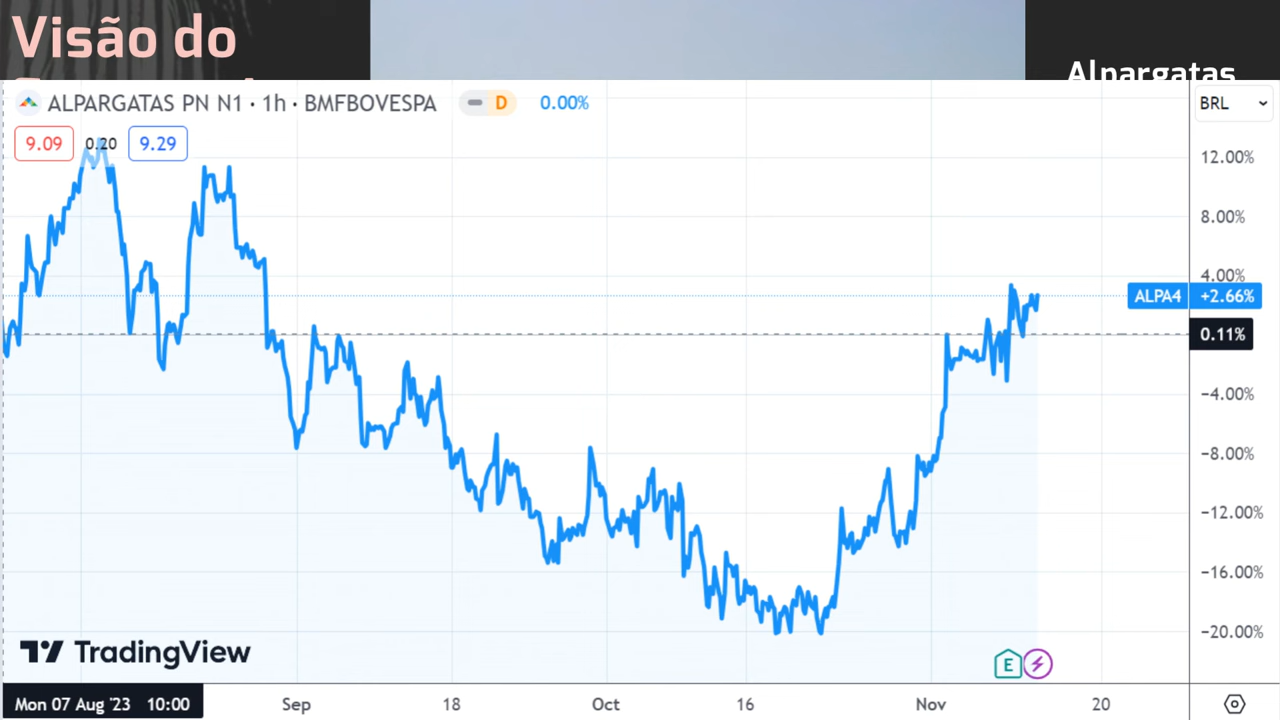 Visão do
Alpargatas
ALPARGATAS PN N1 · 1h · BMFBOVESPA
D
0.00%
BRL
9.09
0.20
9.29
12.00%
8.00%
4.00%
ALPA4
+2.66%
0.11%
−4.00%
−8.00%
−12.00%
−16.00%
−20.00%
TradingView
E
Mon 07 Aug '23 10:00
Sep
18
Oct
16
Nov
20